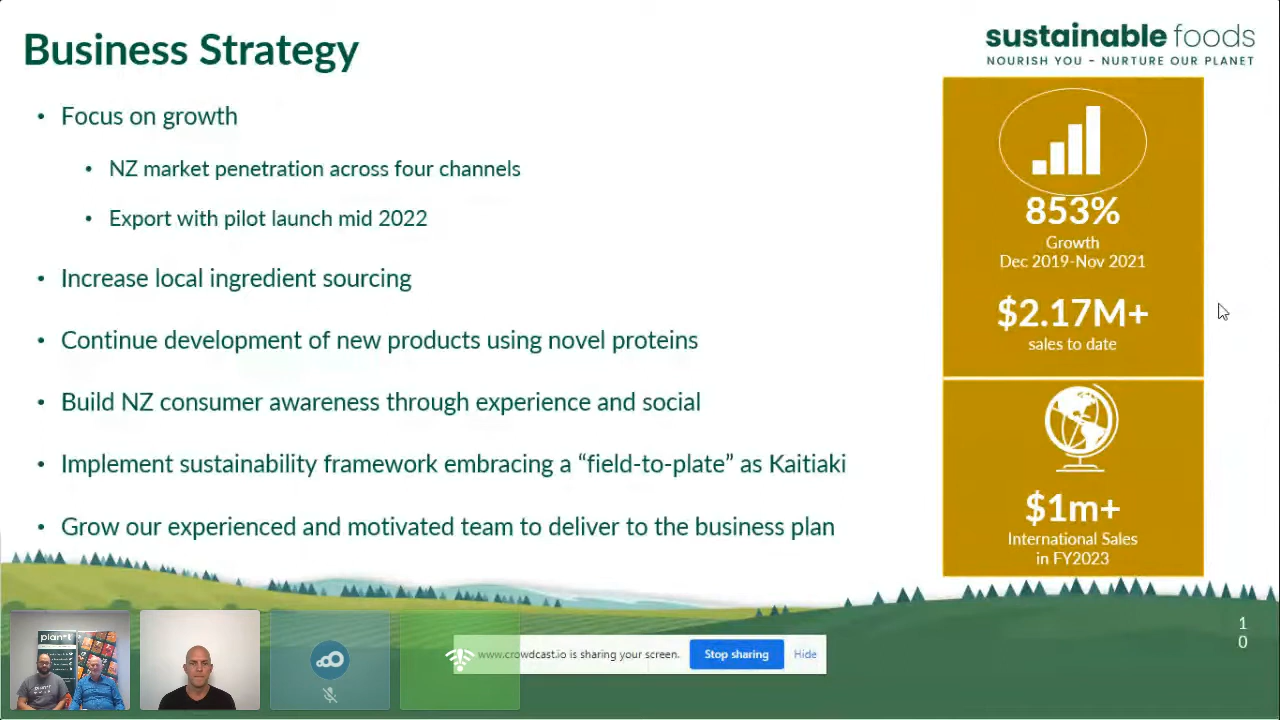 Business Strategy
sustainable foods
NOURISH YOU – NURTURE OUR PLANET
• Focus on growth
• NZ market penetration across four channels
• Export with pilot launch mid 2022
• Increase local ingredient sourcing
• Continue development of new products using novel proteins
• Build NZ consumer awareness through experience and social
• Implement sustainability framework embracing a “field-to-plate” as Kaitiaki
• Grow our experienced and motivated team to deliver to the business plan
853%
Growth
Dec 2019-Nov 2021
$2.17M+
sales to date
$1m+
International Sales
in FY2023
1
0
plan*t
www.crowdcast.io is sharing your screen.
Stop sharing
Hide